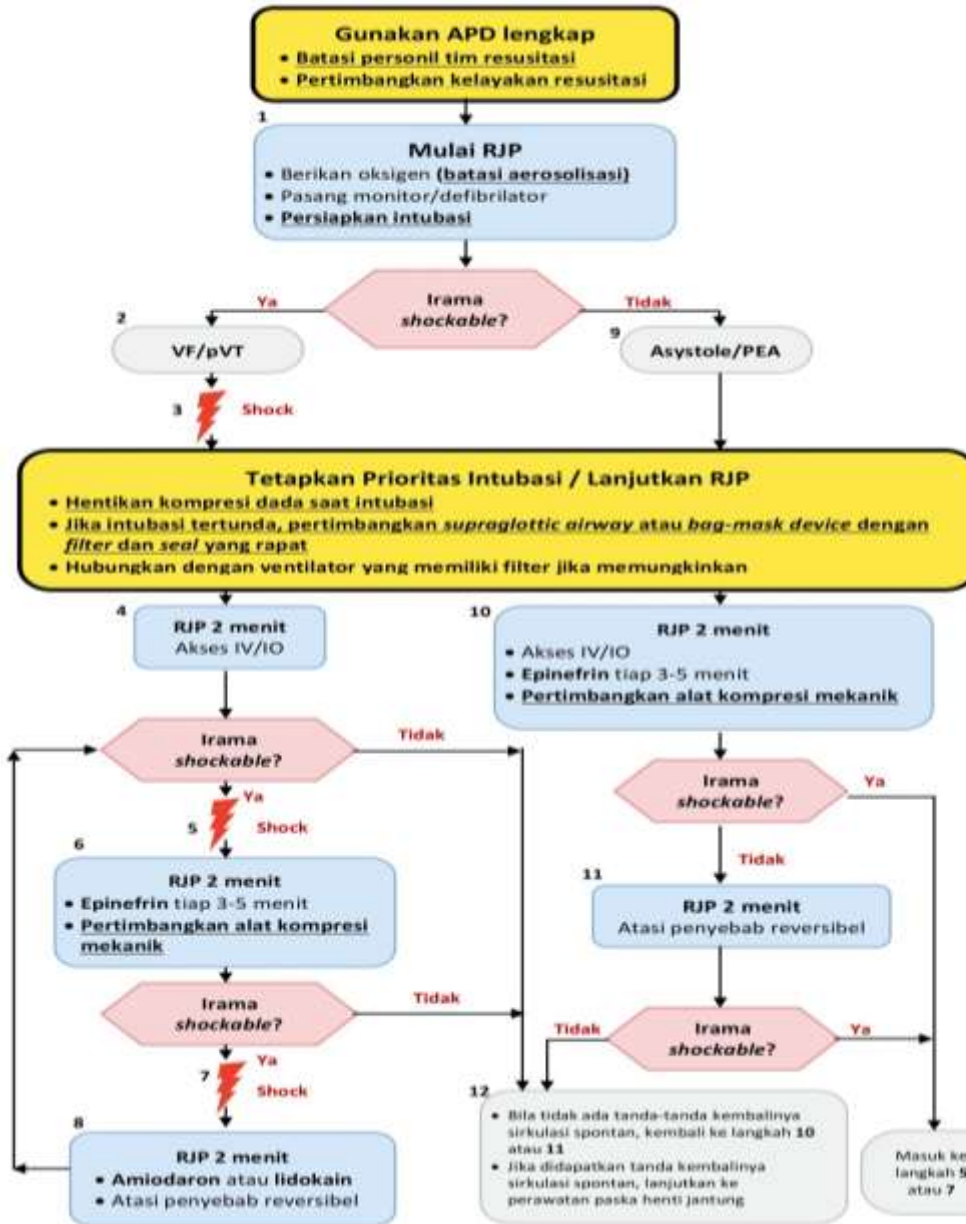 Gunakan APD lengkap
• Batasi personil tim resusitasi
• Pertimbangkan kelayakan resusitasi
1
Mulai RJP
• Berikan oksigen (batasi aerosolisasi)
• Pasang monitor/defibrilator
• Persiapkan intubasi
Irama
shockable?
Ya
Tidak
2
VF/pVT
9
Asystole/PEA
3
Shock
Tetapkan Prioritas Intubasi / Lanjutkan RJP
• Hentikan kompresi dada saat intubasi
• Jika intubasi tertunda, pertimbangkan supraglottic airway atau bag-mask device dengan
filter dan seal yang rapat
• Hubungkan dengan ventilator yang memiliki filter jika memungkinkan
4
RJP 2 menit
Akses IV/IO
10
RJP 2 menit
• Akses IV/IO
• Epinefrin tiap 3-5 menit
• Pertimbangkan alat kompresi mekanik
Irama
shockable?
Tidak
Ya
5
Shock
6
RJP 2 menit
• Epinefrin tiap 3-5 menit
• Pertimbangkan alat kompresi
mekanik
Irama
shockable?
Ya
Tidak
11
RJP 2 menit
Atasi penyebab reversibel
Irama
shockable?
Tidak
Ya
7
Shock
8
RJP 2 menit
• Amiodaron atau lidokain
• Atasi penyebab reversibel
Irama
shockable?
Tidak
Ya
12
• Bila tidak ada tanda-tanda kembalinya
sirkulasi spontan, kembali ke langkah 10
atau 11
• Jika didapatkan tanda kembalinya
sirkulasi spontan, lanjutkan ke
perawatan paska henti jantung
Masuk ke
langkah 5
atau 7